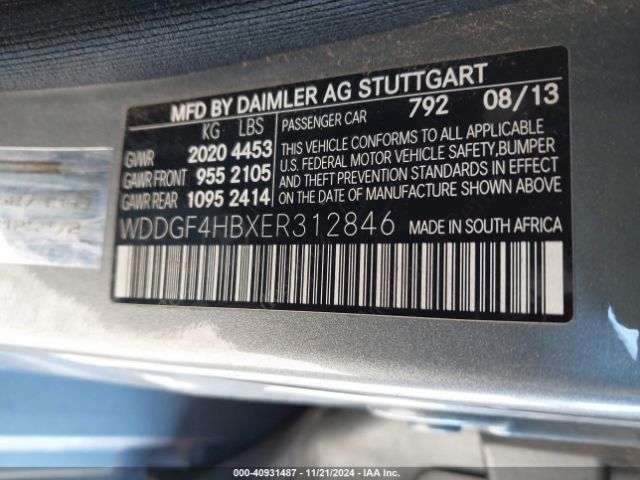 MFD BY DAIMLER AG STUTTGART
KG LBS PASSENGER CAR 792 08/13
GVWR 2020 4453 THIS VEHICLE CONFORMS TO ALL APPLICABLE
U.S. FEDERAL MOTOR VEHICLE SAFETY,BUMPER
GAWR FRONT 955 2105 AND THEFT PREVENTION STANDARDS IN EFFECT
GAWR REAR 1095 2414 ON THE DATE OF MANUFACTURE SHOWN ABOVE
WDDGF4HBXER312846 MADE IN SOUTH AFRICA
000-40931487 - 11/21/2024 - IAA Inc.